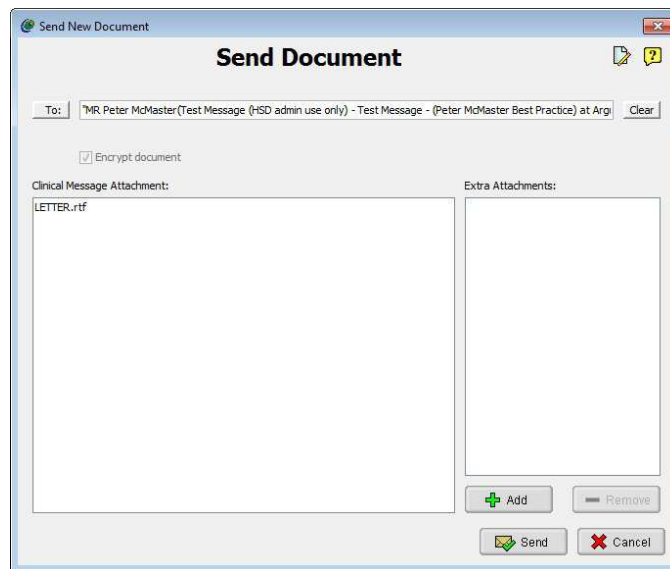 Send New Document
Send Document
To: "MR Peter McMaster(Test Message (HSD admin use only) - Test Message - (Peter McMaster Best Practice) at Argu Clear
Encrypt document
Clinical Message Attachment: Extra Attachments:
LETTER.rtf
Add Remove
Send Cancel